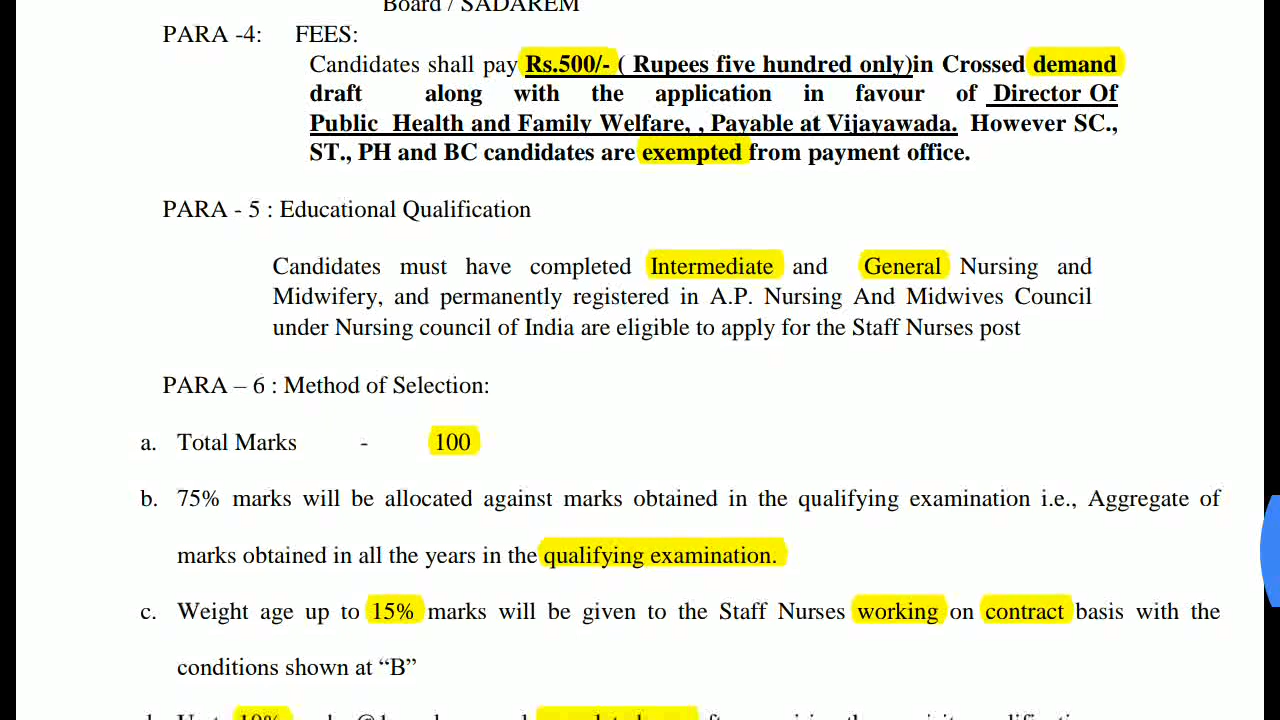 Board / SADAREM
PARA -4: FEES:
Candidates shall pay Rs.500/- ( Rupees five hundred only)in Crossed demand
draft along with the application in favour of Director Of
Public Health and Family Welfare, , Payable at Vijayawada. However SC.,
ST., PH and BC candidates are exempted from payment office.
PARA - 5 : Educational Qualification
Candidates must have completed Intermediate and General Nursing and
Midwifery, and permanently registered in A.P. Nursing And Midwives Council
under Nursing council of India are eligible to apply for the Staff Nurses post
PARA – 6 : Method of Selection:
a. Total Marks - 100
b. 75% marks will be allocated against marks obtained in the qualifying examination i.e., Aggregate of
marks obtained in all the years in the qualifying examination.
c. Weight age up to 15% marks will be given to the Staff Nurses working on contract basis with the
conditions shown at “B”
10%